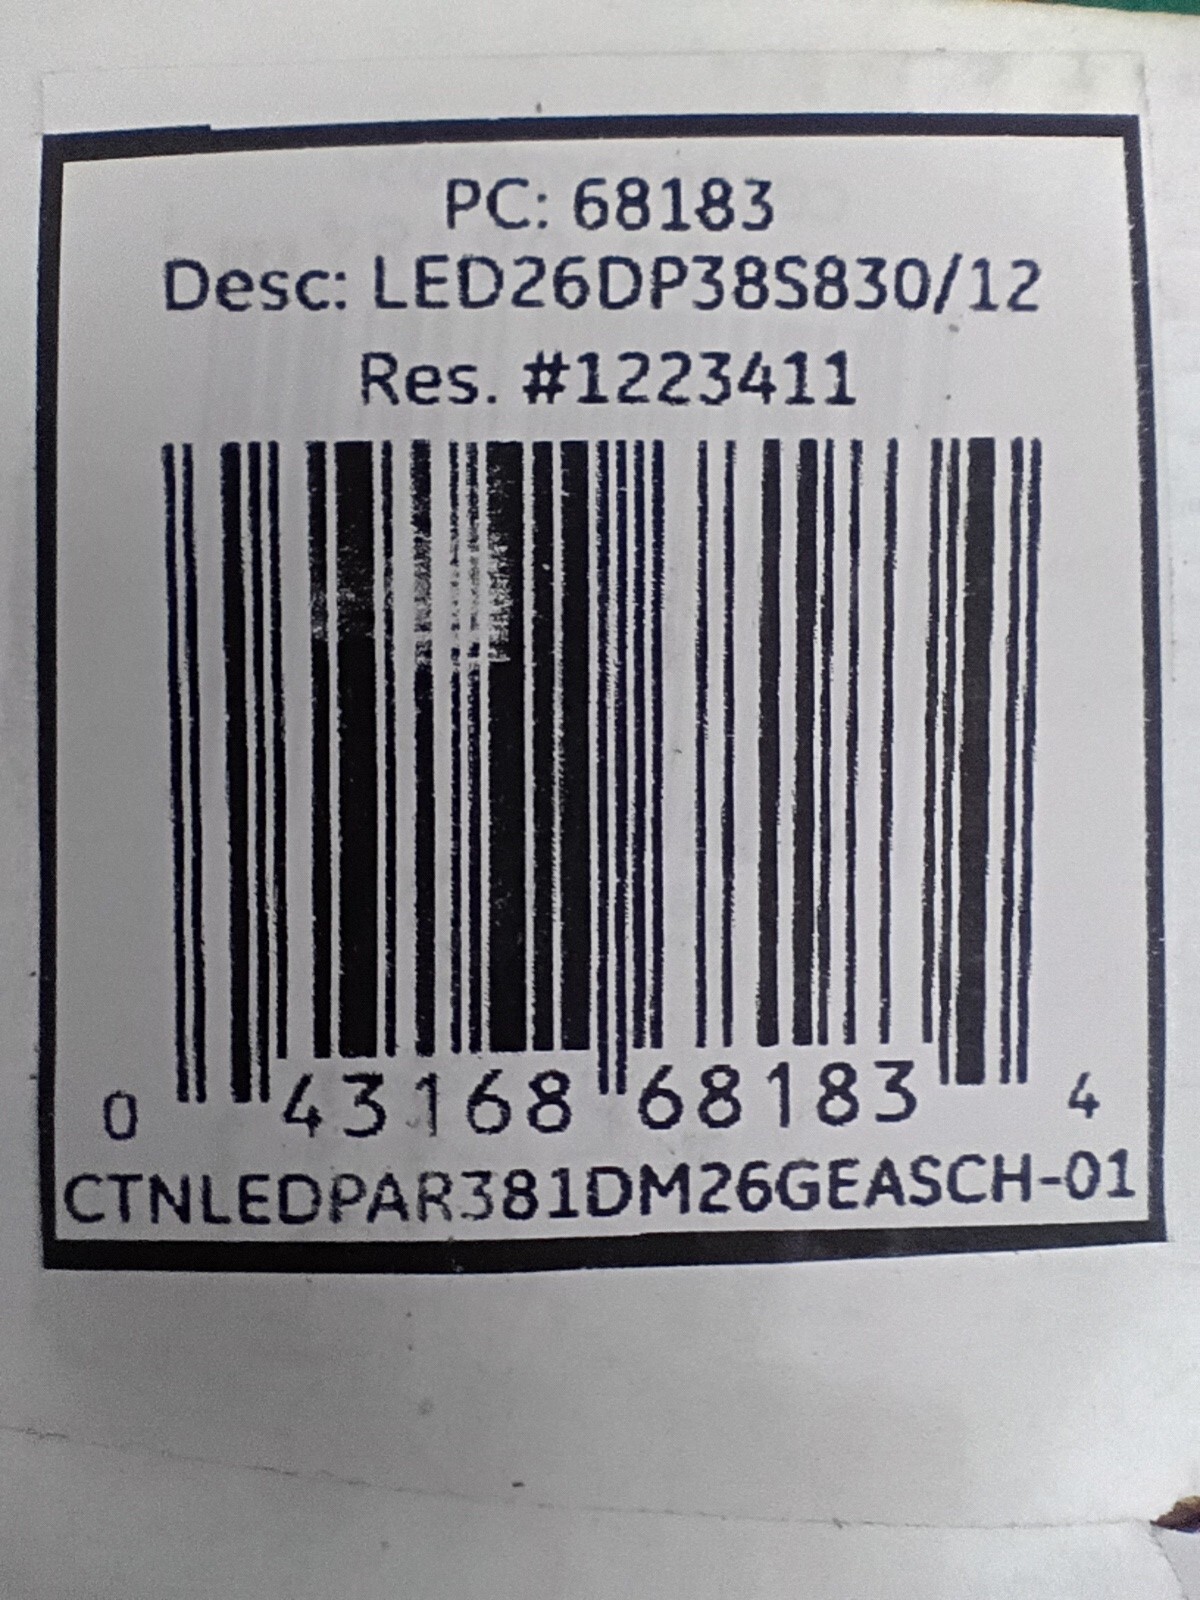 PC: 68183
Desc: LED26DP38S830/12
Res. #1223411
0 43168 68183 4
CTNLEDPAR381DM26GEASCH-01